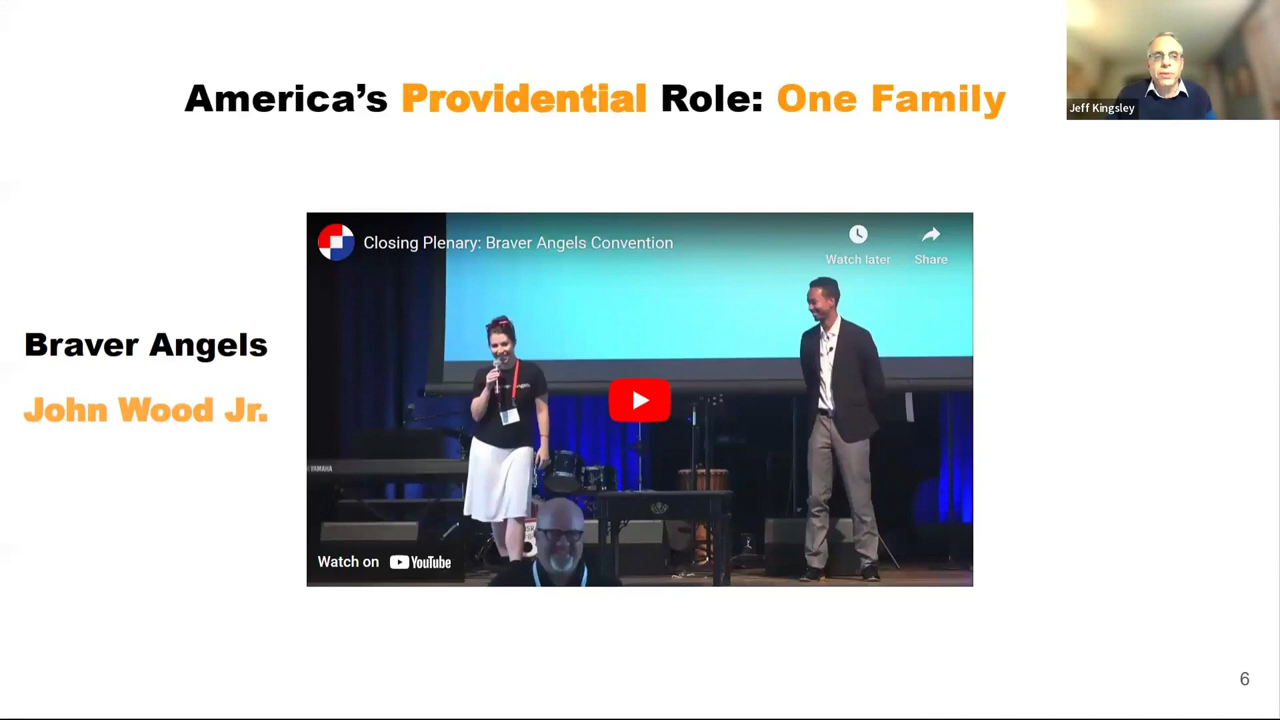 America's Providential Role: One Family
Jeff Kingsley
Closing Plenary: Braver Angels Convention
Watch later
Share
Braver Angels
John Wood Jr.
YAMAHA
Watch on YouTube
6